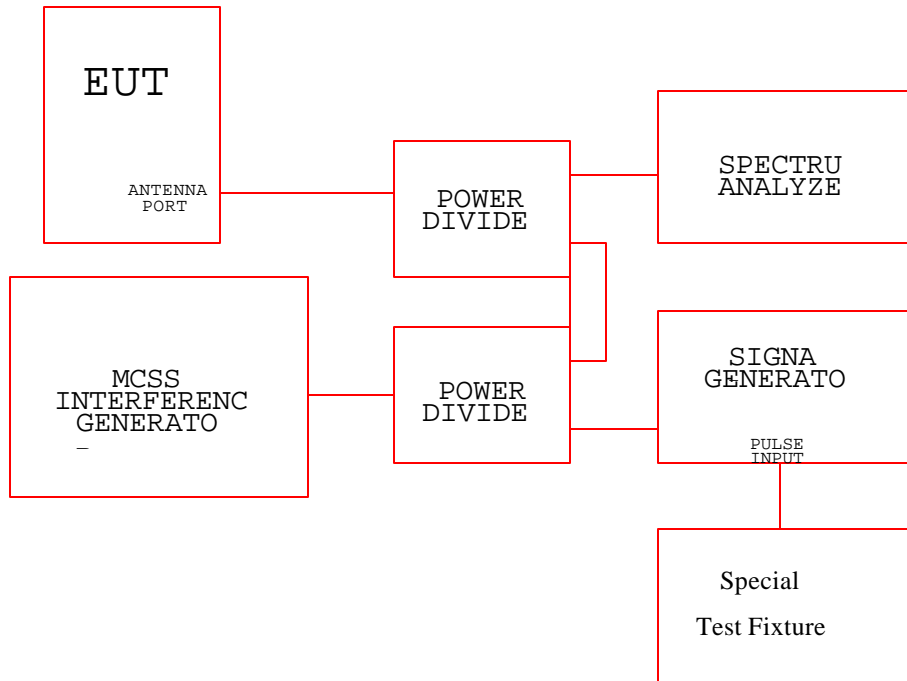 EUT
ANTENNA
PORT
POWER
DIVIDE
SPECTRU
ANALYZE
MCSS
INTERFERENC
GENERATO
POWER
DIVIDE
SIGNA
GENERATO
PULSE
INPUT
Special
Test Fixture